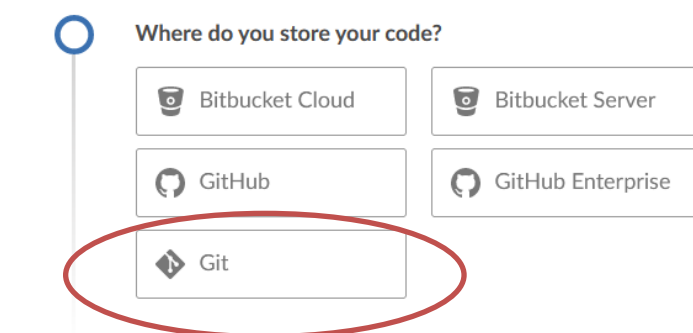 Where do you store your code?
Bitbucket Cloud
Bitbucket Server
GitHub
GitHub Enterprise
Git